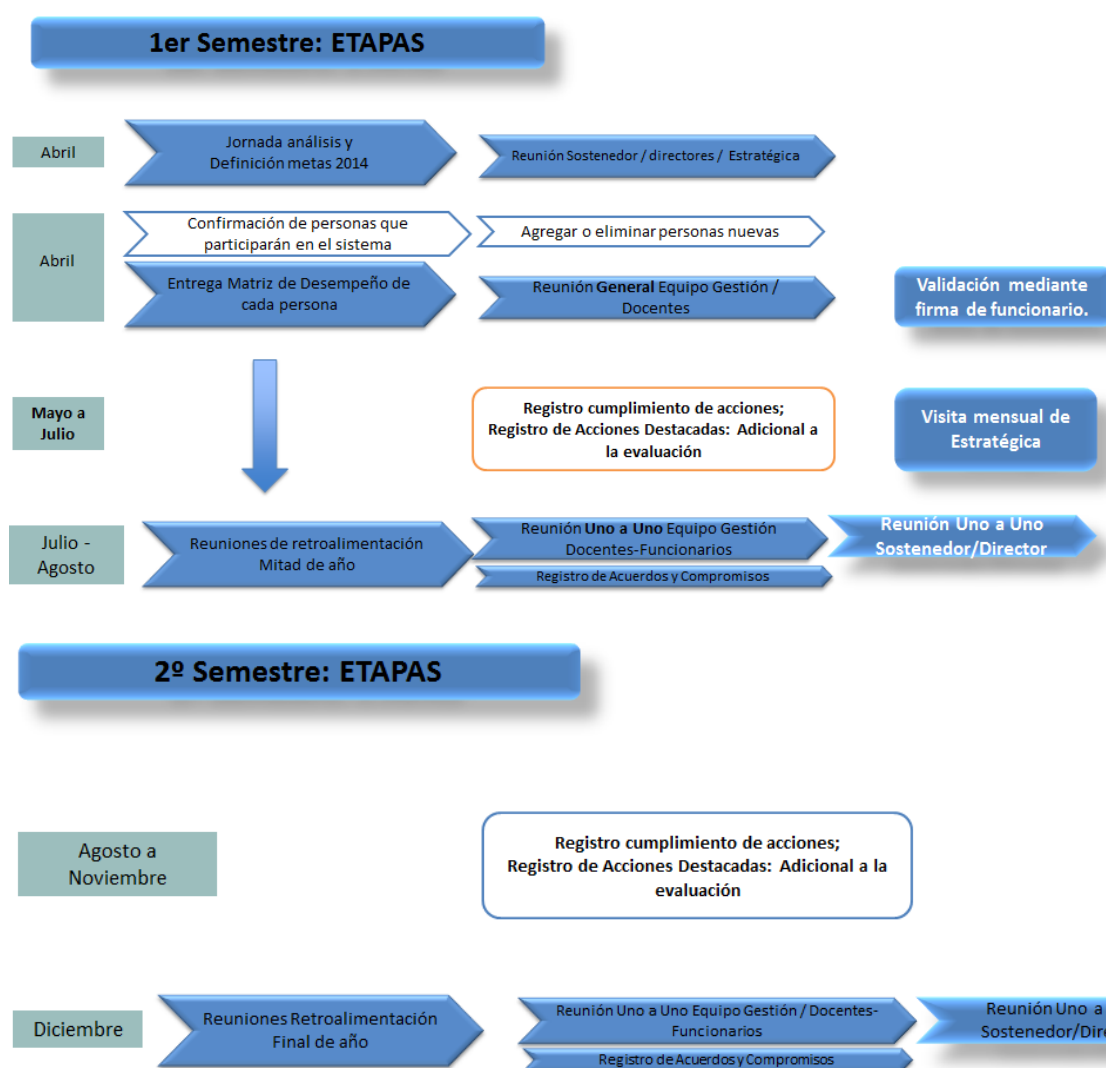 1er Semestre: ETAPAS
Abril
Jornada análisis y
Definición metas 2014
Reunión Sostenedor / directores / Estratégica
Abril
Confirmación de personas que
participarán en el sistema
Agregar o eliminar personas nuevas
Entrega Matriz de Desempeño de
cada persona
Reunión General Equipo Gestión /
Docentes
Validación mediante
firma de funcionario.
Mayo a
Julio
Registro cumplimiento de acciones;
Registro de Acciones Destacadas: Adicional a
la evaluación
Visita mensual de
Estratégica
Julio -
Agosto
Reuniones de retroalimentación
Mitad de año
Reunión Uno a Uno Equipo Gestión
Docentes-Funcionarios
Registro de Acuerdos y Compromisos
Reunión Uno a Uno
Sostenedor/Director
2º Semestre: ETAPAS
Agosto a
Noviembre
Registro cumplimiento de acciones;
Registro de Acciones Destacadas: Adicional a la
evaluación
Diciembre
Reuniones Retroalimentación
Final de año
Reunión Uno a Uno Equipo Gestión / Docentes-
Funcionarios
Registro de Acuerdos y Compromisos
Reunión Uno a
Sostenedor/Dire